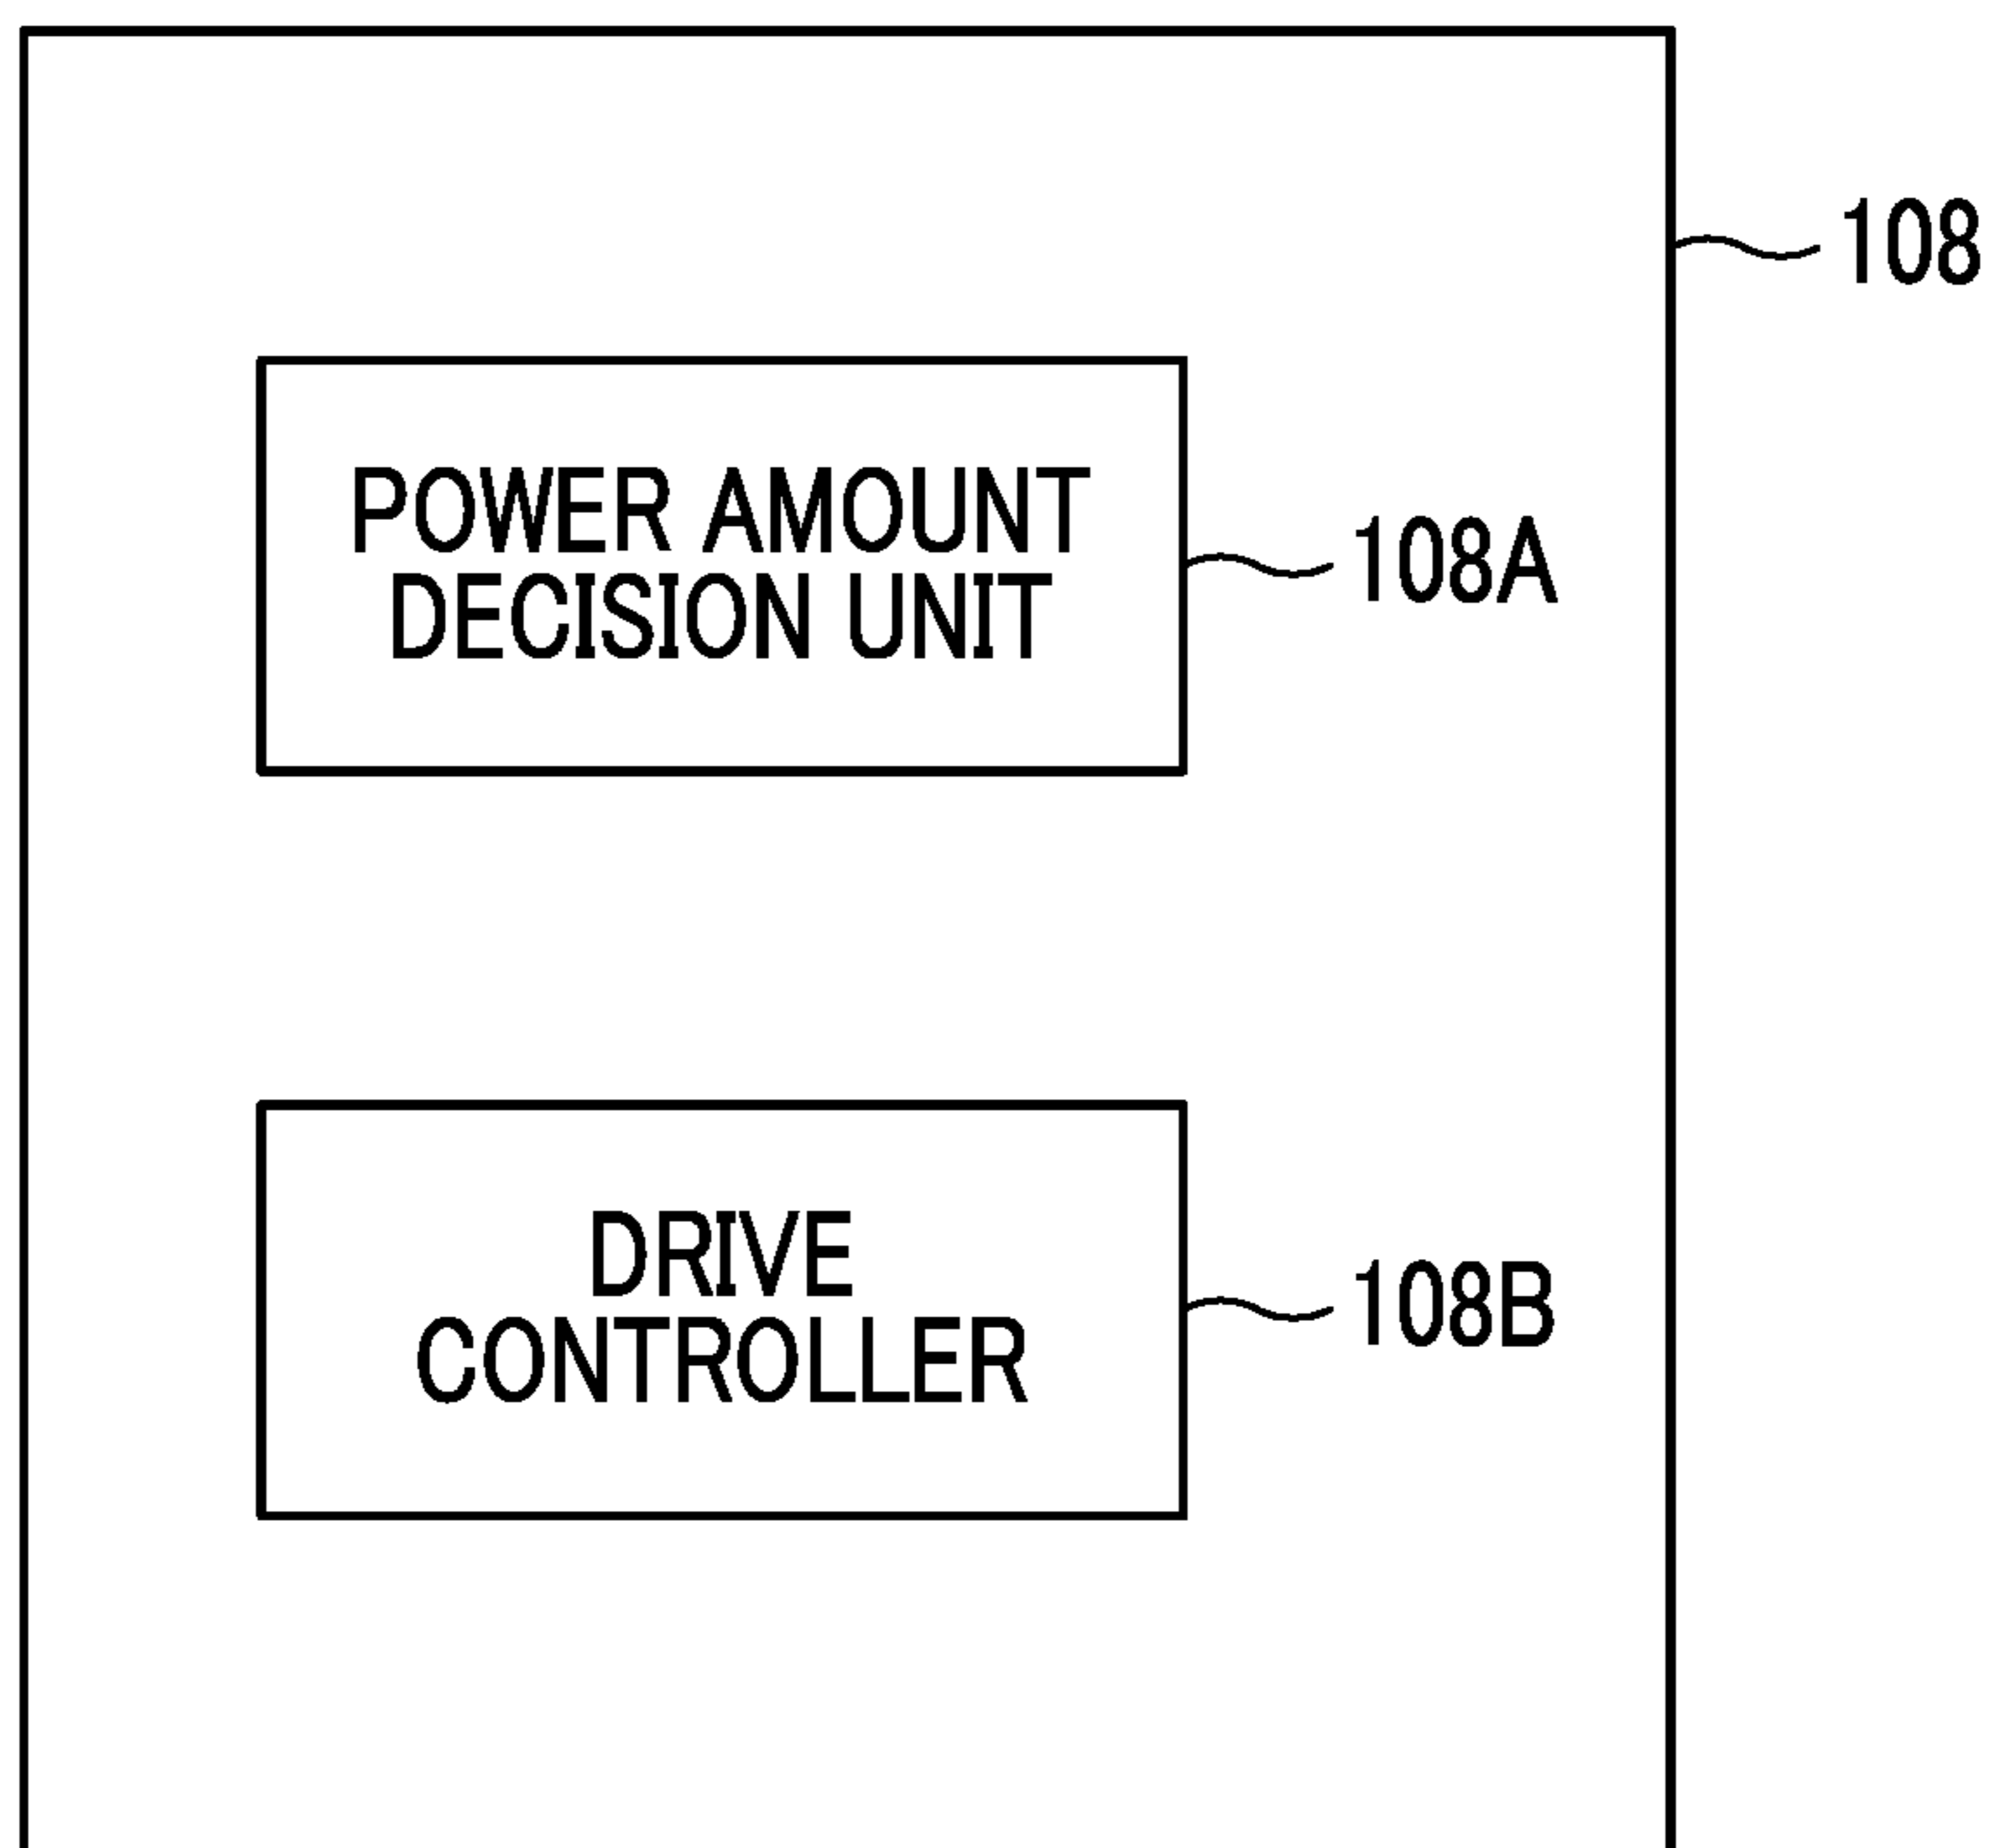 108
POWER AMOUNT
DECISION UNIT
108A
DRIVE
CONTROLLER
108B